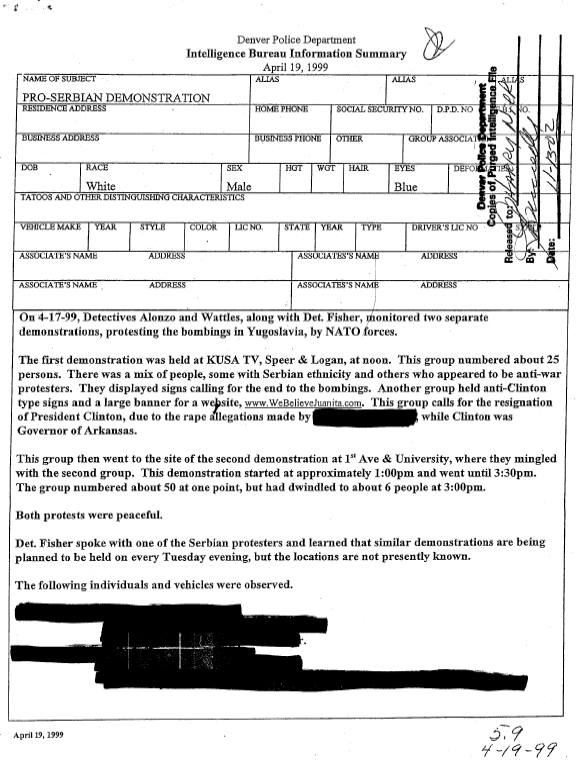 Denver Police Department
Intelligence Bureau Information Summary
April 19, 1999
NAME OF SUBJECT ALIAS ALIAS ALIAS
PRO-SERBIAN DEMONSTRATION
RESIDENCE ADDRESS HOME PHONE SOCIAL SECURITY NO. D.P.D. NO NO.
BUSINESS ADDRESS BUSINESS PHONE OTHER GROUP
DOB RACE SEX HGT WGT HAIR EYES
White Male Blue
TATOOS AND OTHER DISTINGUISHING CHARACTERISTICS
VEHICLE MAKE YEAR STYLE COLOR LIC NO. STATE YEAR TYPE DRIVER'S LIC NO
ASSOCIATE'S NAME ADDRESS ASSOCIATES'S NAME ADDRESS
ASSOCIATE'S NAME ADDRESS ASSOCIATE'S NAME ADDRESS
Denver Police Department
Copies of Purged Intelligence File
Released to:
By:
Date: 11-13-02
On 4-17-99, Detectives Alonzo and Wattles, along with Det. Fisher, monitored two separate
demonstrations, protesting the bombings in Yugoslavia, by NATO forces.
The first demonstration was held at KUSA TV, Speer & Logan, at noon. This group numbered about 25
persons. There was a mix of people, some with Serbian ethnicity and others who appeared to be anti-war
protesters. They displayed signs calling for the end to the bombings. Another group held anti-Clinton
type signs and a large banner for a website, www.WeBelieveJuanita.com. This group calls for the resignation
of President Clinton, due to the rape allegations made by , while Clinton was
Governor of Arkansas.
This group then went to the site of the second demonstration at 1st Ave & University, where they mingled
with the second group. This demonstration started at approximately 1:00pm and went until 3:30pm.
The group numbered about 50 at one point, but had dwindled to about 6 people at 3:00pm.
Both protests were peaceful.
Det. Fisher spoke with one of the Serbian protesters and learned that similar demonstrations are being
planned to be held on every Tuesday evening, but the locations are not presently known.
The following individuals and vehicles were observed.
April 19, 1999
5.9
4-19-99